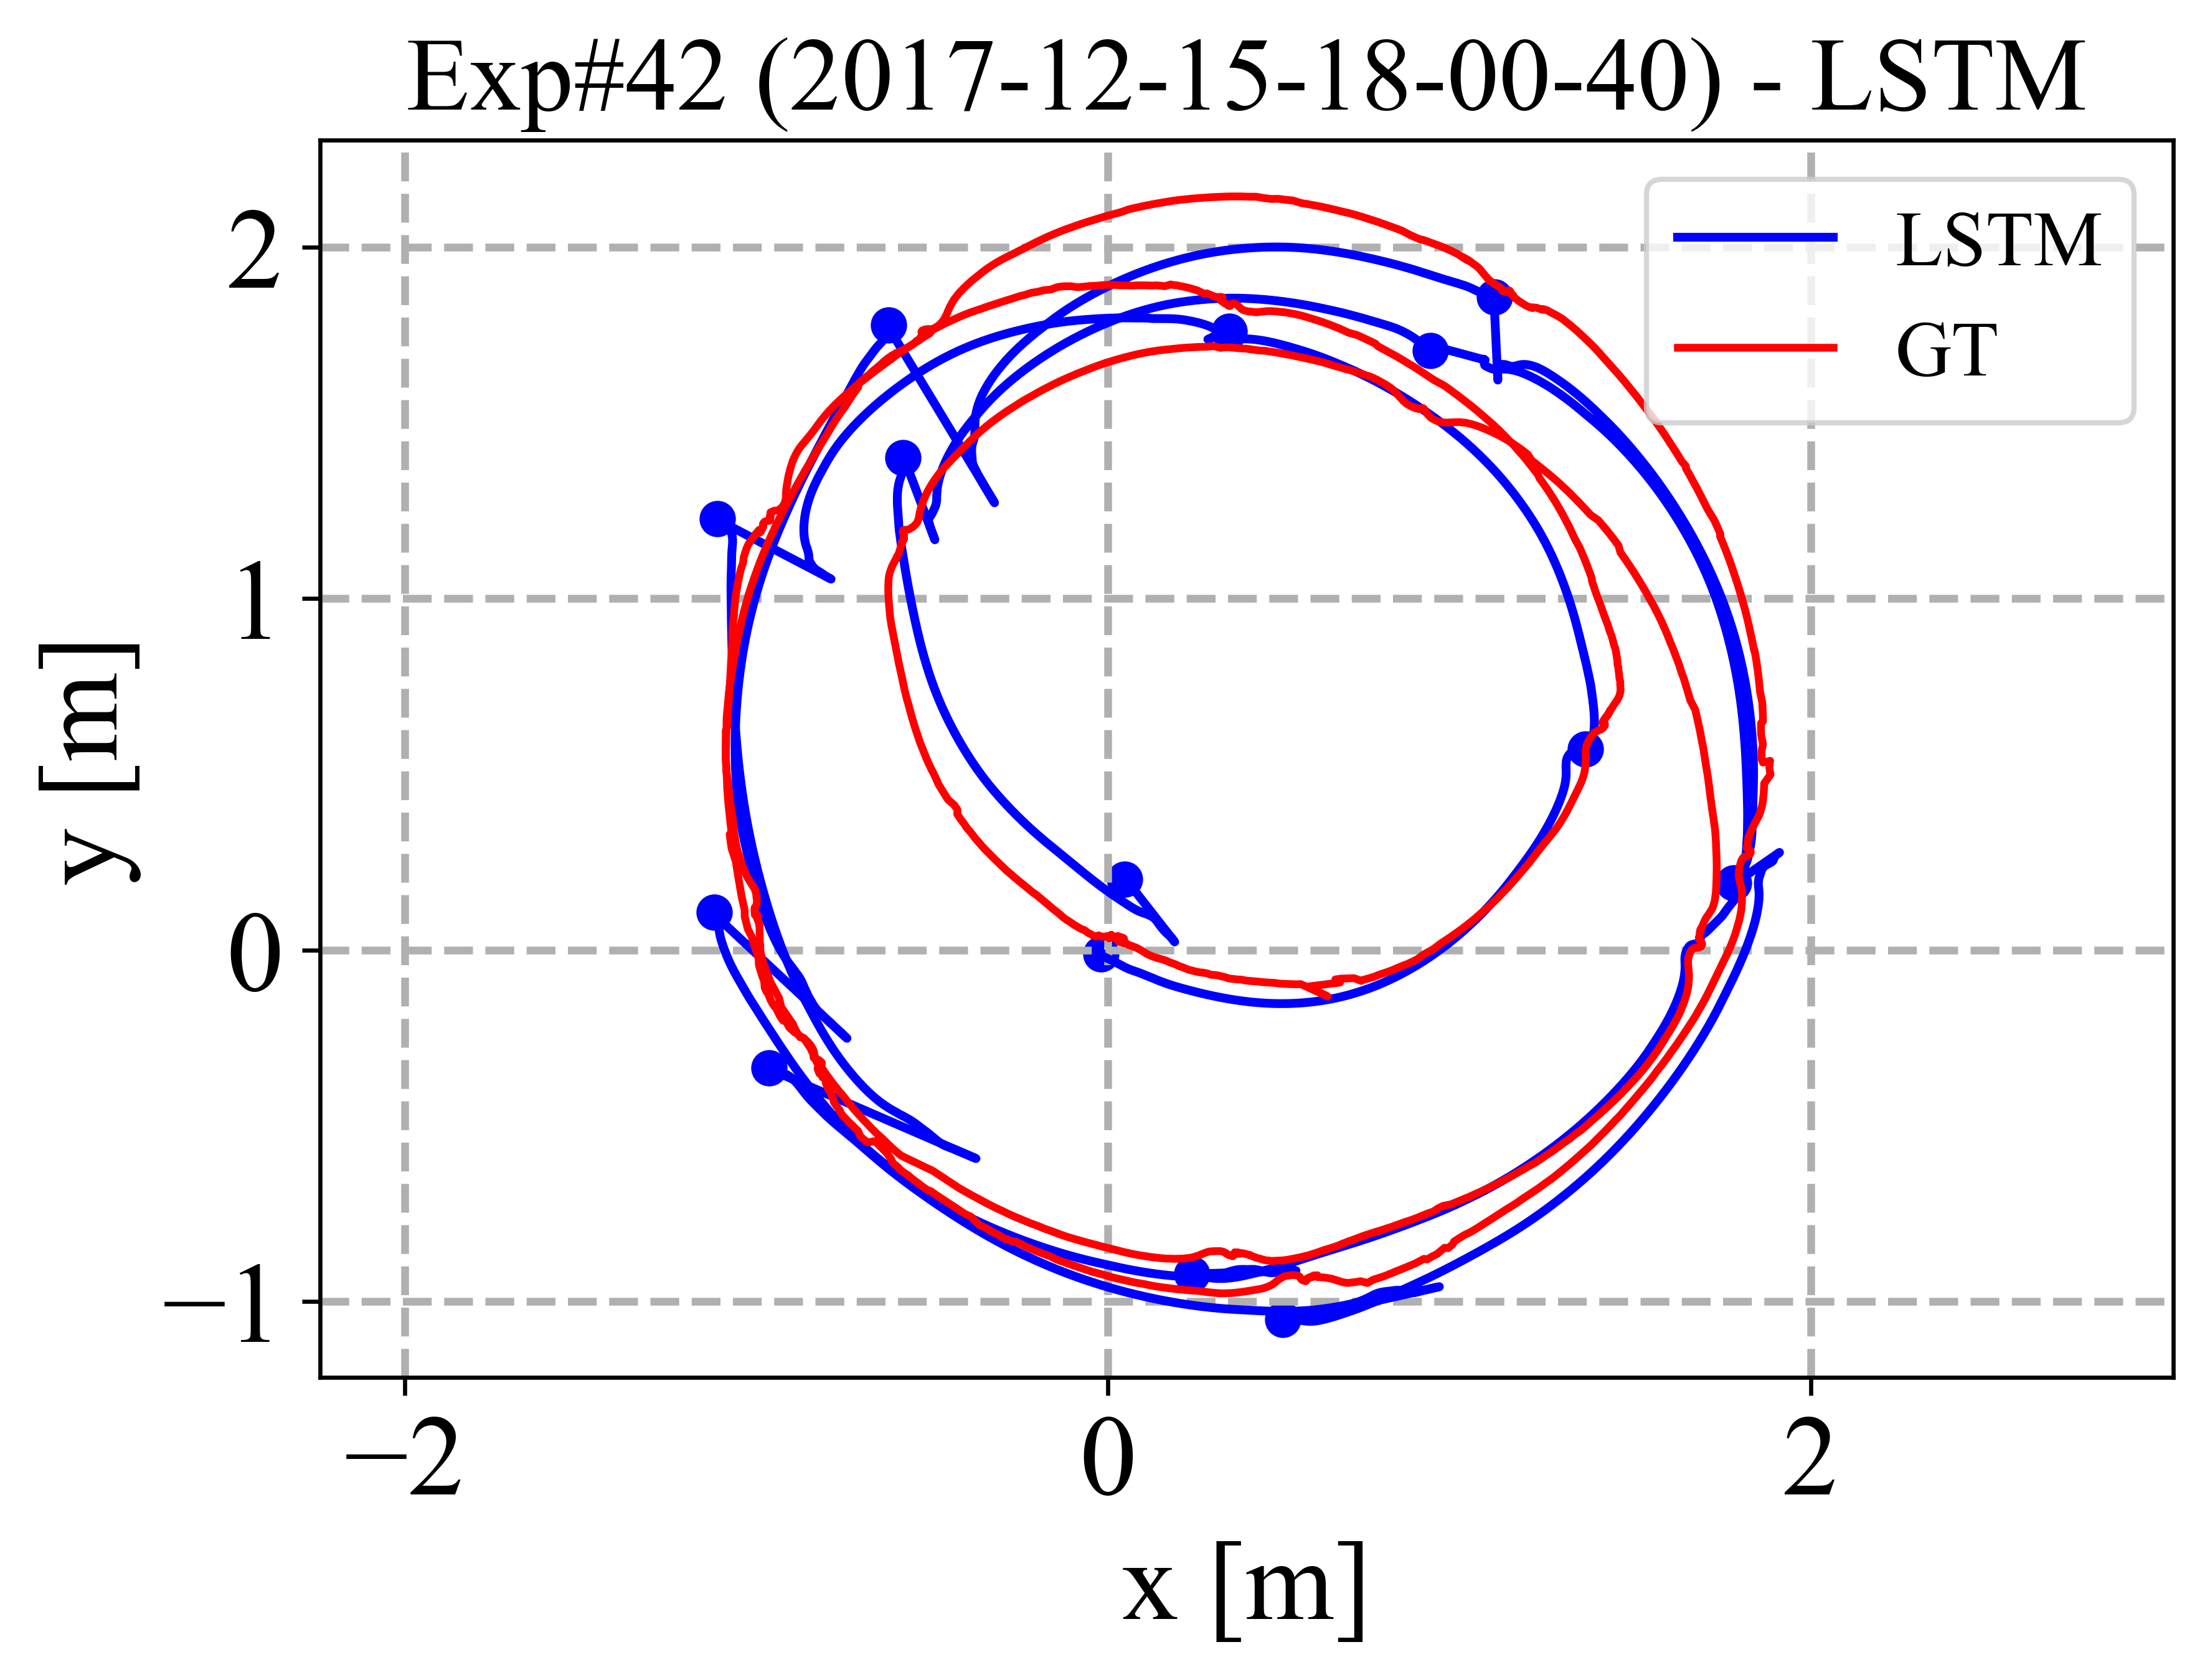 Exp#42 (2017-12-15-18-00-40) - LSTM
LSTM
GT
2
1
0
−1
y [m]
−2
0
2
x [m]